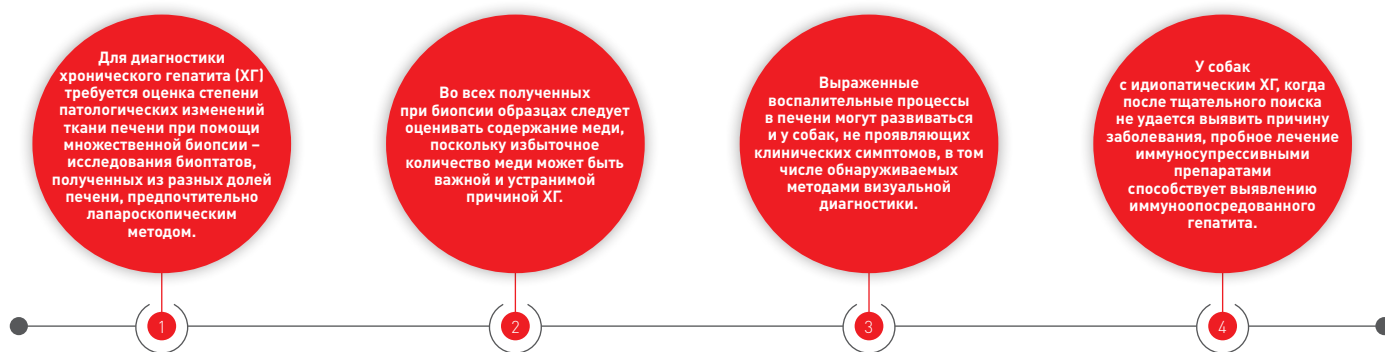 Для диагностики
хронического гепатита (ХГ)
требуется оценка степени
патологических изменений
ткани печени при помощи
множественной биопсии –
исследования биоптатов,
полученных из разных долей
печени, предпочтительно
лапароскопическим
методом.
1
Во всех полученных
при биопсии образцах следует
оценивать содержание меди,
поскольку избыточное
количество меди может быть
важной и устранимой
причиной ХГ.
2
Выраженные
воспалительные процессы
в печени могут развиваться
и у собак, не проявляющих
клинических симптомов, в том
числе обнаруживаемых
методами визуальной
диагностики.
3
У собак
с идиопатическим ХГ, когда
после тщательного поиска
не удается выявить причину
заболевания, пробное лечение
иммуносупрессивными
препаратами
способствует выявлению
иммуноопосредованного
гепатита.
4